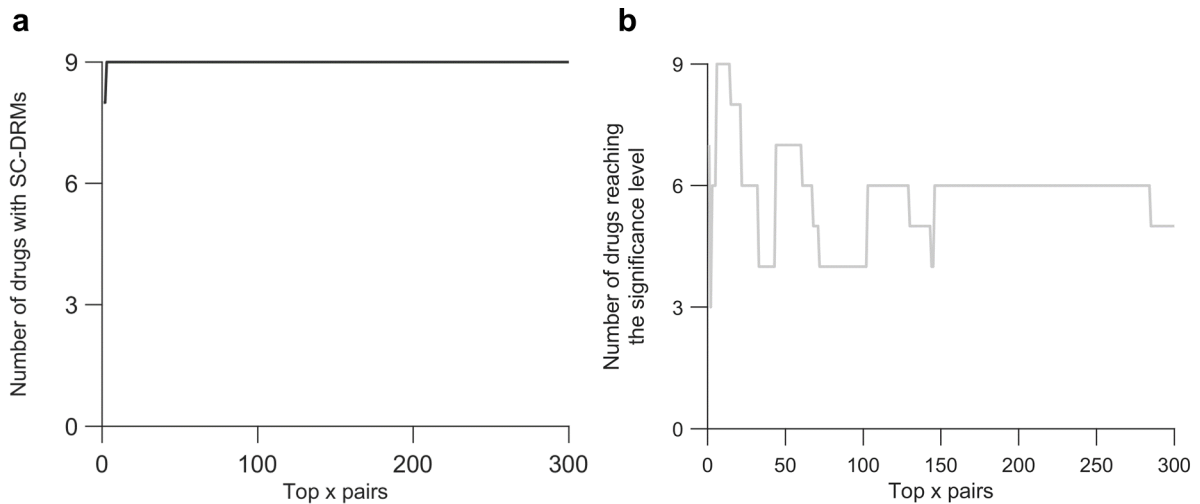 a
Number of drugs with SC-DRMs
9
6
3
0
0 100 200 300
Top x pairs
b
Number of drugs reaching
the significance level
9
6
3
0
0 50 100 150 200 250 300
Top x pairs